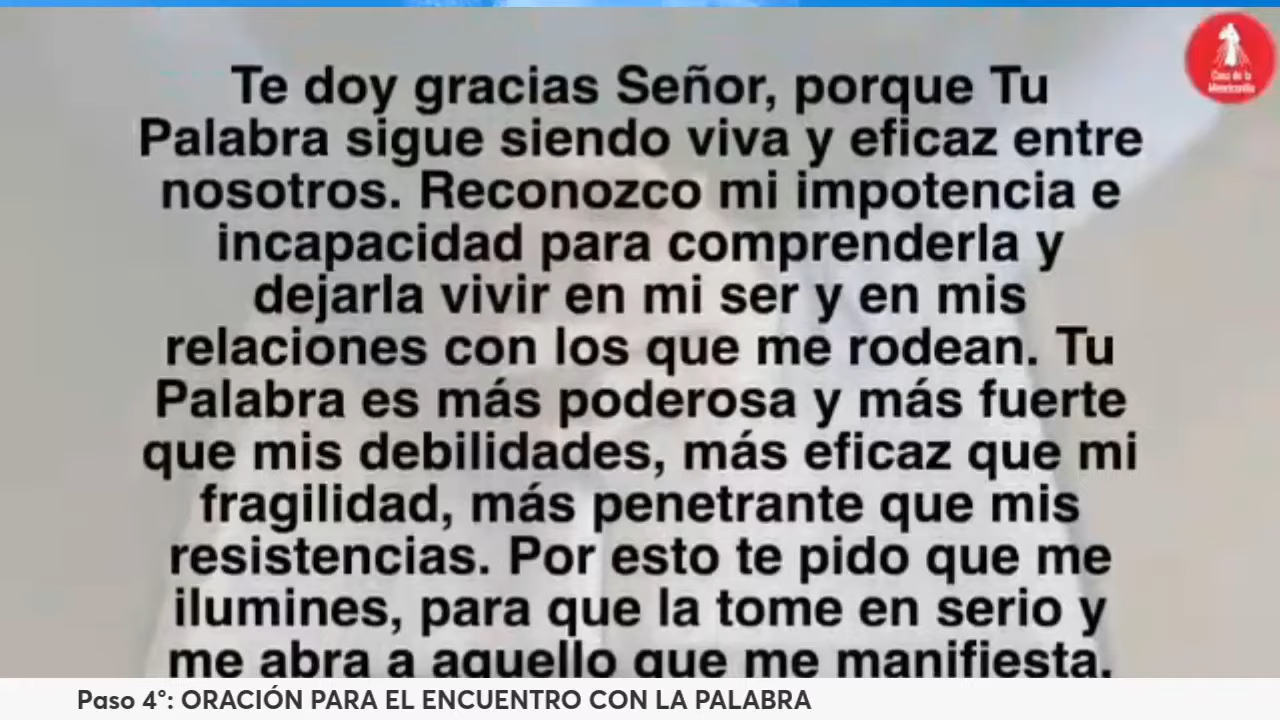 Casa de la
Misericordia
Te doy gracias Señor, porque Tu
Palabra sigue siendo viva y eficaz entre
nosotros. Reconozco mi impotencia e
incapacidad para comprenderla y
dejarla vivir en mi ser y en mis
relaciones con los que me rodean. Tu
Palabra es más poderosa y más fuerte
que mis debilidades, más eficaz que mi
fragilidad, más penetrante que mis
resistencias. Por esto te pido que me
ilumines, para que la tome en serio y
me abra a aquello que me manifiesta,
Paso 4°: ORACIÓN PARA EL ENCUENTRO CON LA PALABRA